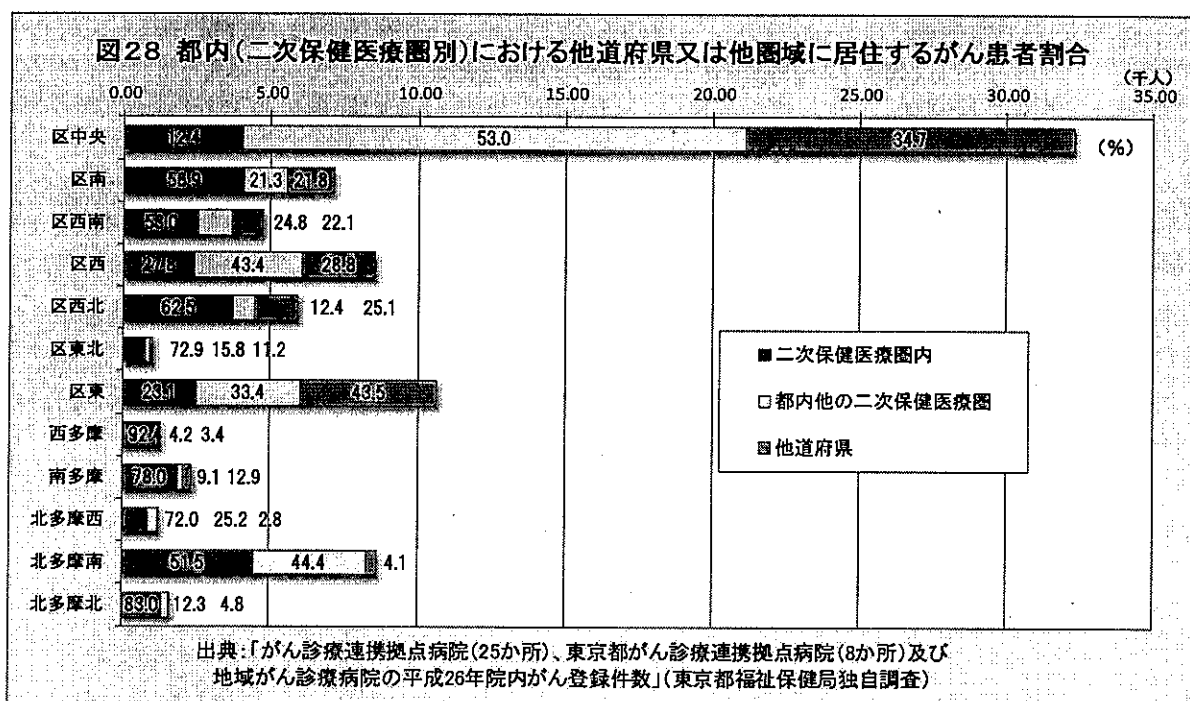 図28 都内(二次保健医療圏別)における他道府県又は他圏域に居住するがん患者割合
(千人)
0.00 5.00 10.00 15.00 20.00 25.00 30.00 35.00
区中央 12.4 53.0 34.7 (%)
区南 56.9 21.3 21.8
区西南 53.0 24.8 22.1
区西 27.8 43.4 28.8
区西北 62.5 12.4 25.1
区東北 72.9 15.8 11.2
区東 23.1 33.4 43.5
西多摩 92.4 4.2 3.4
南多摩 78.0 9.1 12.9
北多摩西 72.0 25.2 2.8
北多摩南 51.5 44.4 4.1
北多摩北 83.0 12.3 4.8
■二次保健医療圏内
□都内他の二次保健医療圏
■他道府県
出典:「がん診療連携拠点病院(25か所)、東京都がん診療連携拠点病院(8か所)及び
地域がん診療病院の平成26年院内がん登録件数」(東京都福祉保健局独自調査)